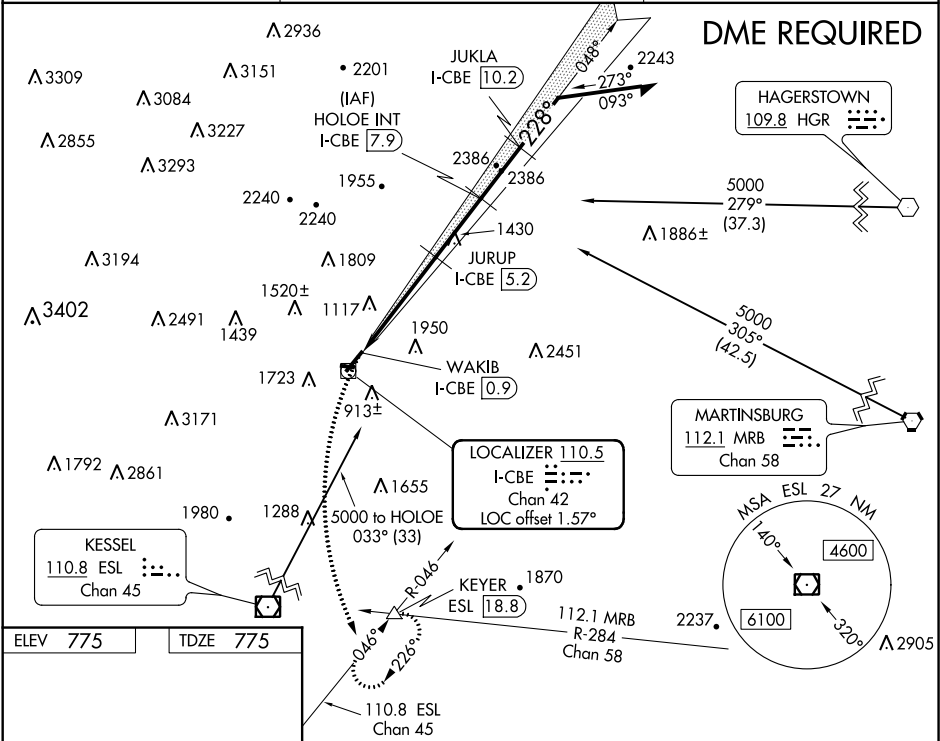 DME REQUIRED
2936
3309
3151
2201
3084
2855
3227
3293
(IAF)
HOLOE INT
I-CBE 7.9
JUKLA
I-CBE 10.2
048°
2243
273°
093°
228°
HAGERSTOWN
109.8 HGR
2386
2386
1955
2240
2240
5000
279°
(37.3)
1430
1886±
JURUP
I-CBE 5.2
3194
1809
3402
2491
1439
1520±
1117
5000
305°
(42.5)
1950
2451
WAKIB
I-CBE 0.9
1723
913±
3171
MARTINSBURG
112.1 MRB
Chan 58
LOCALIZER 110.5
I-CBE
Chan 42
LOC offset 1.57°
1792
2861
1655
1980
1288
5000 to HOLOE
033° (33)
KESSEL
110.8 ESL
Chan 45
MSA ESL 27 NM
140°
4600
6100
320°
R-046
KEYER
ESL 18.8
1870
112.1 MRB
R-284
Chan 58
2237
2905
046°
226°
110.8 ESL
Chan 45
ELEV 775
TDZE 775